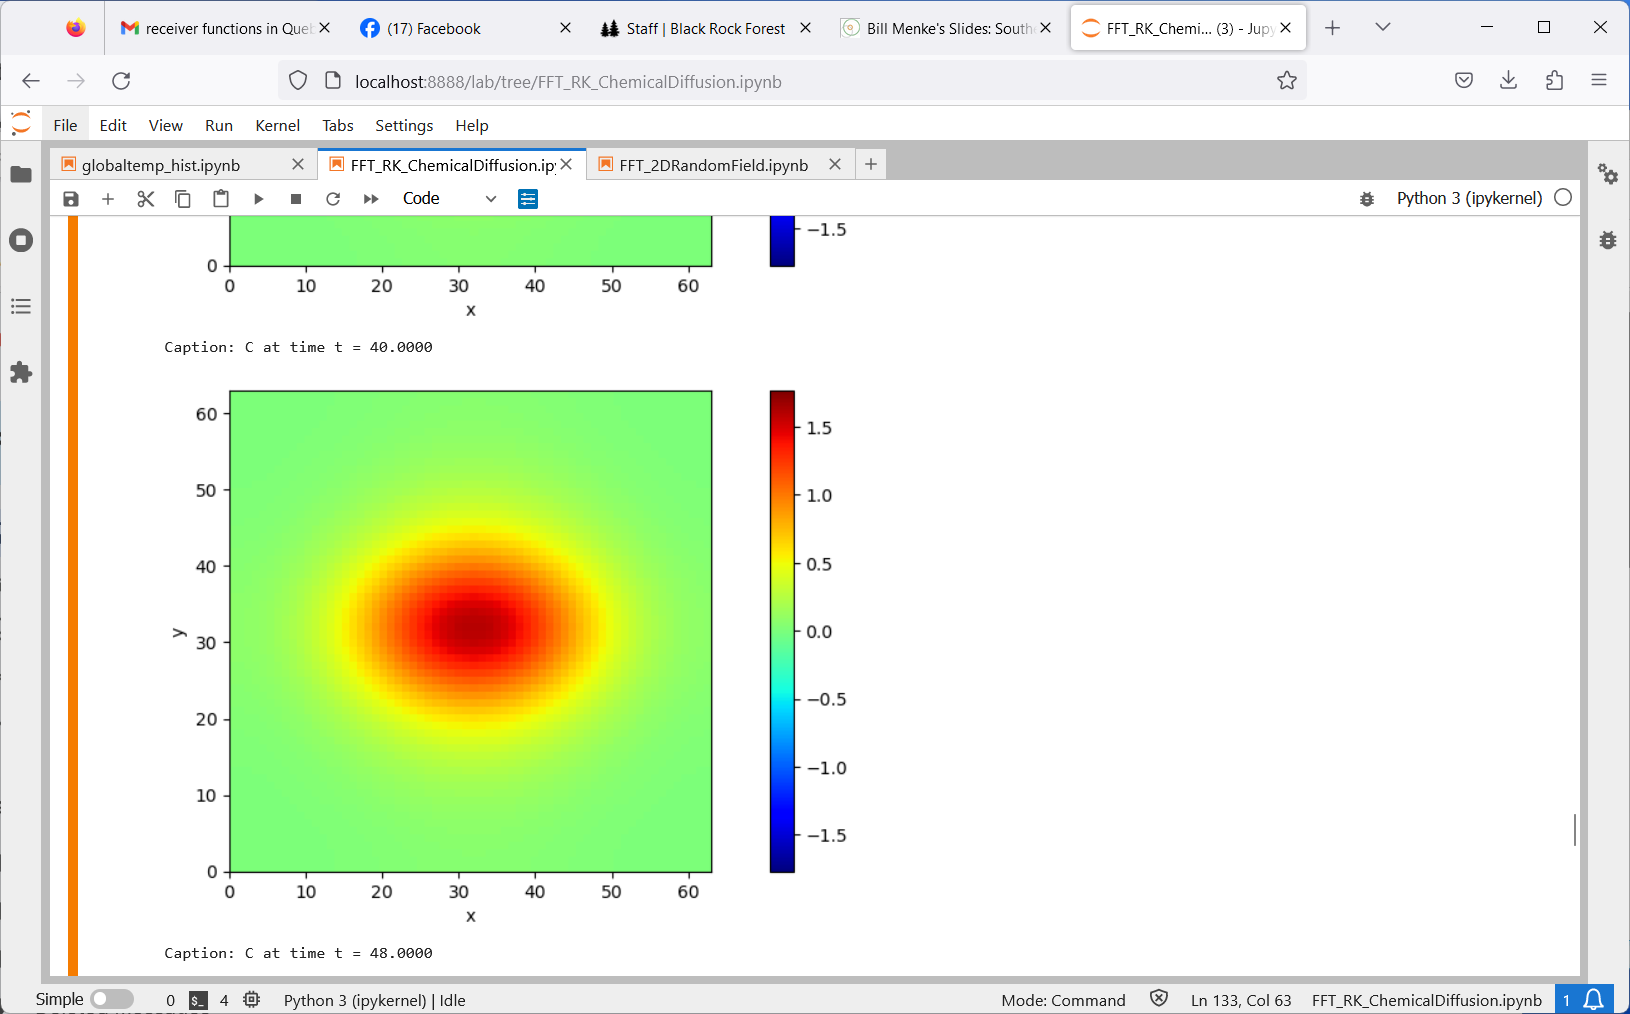 receiver functions in Queb
(17) Facebook
Staff | Black Rock Forest
Bill Menke's Slides: South
FFT_RK_Chemi... (3) - Jupy
localhost:8888/lab/tree/FFT_RK_ChemicalDiffusion.ipynb
File Edit View Run Kernel Tabs Settings Help
globaltemp_hist.ipynb
FFT_RK_ChemicalDiffusion.ipy
FFT_2DRandomField.ipynb
Code
Python 3 (ipykernel)
−1.5
0
0 10 20 30 40 50 60
x
Caption: C at time t = 40.0000
60
50
40
30
20
10
0
y
0 10 20 30 40 50 60
x
1.5
1.0
0.5
0.0
−0.5
−1.0
−1.5
Caption: C at time t = 48.0000
Simple 0 $_ 4 Python 3 (ipykernel) | Idle
Mode: Command Ln 133, Col 63 FFT_RK_ChemicalDiffusion.ipynb 1